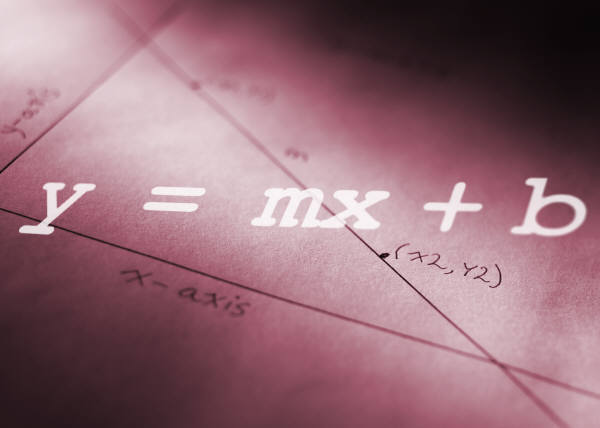 y-axis
m
y = mx + b
(x2, y2)
x-axis